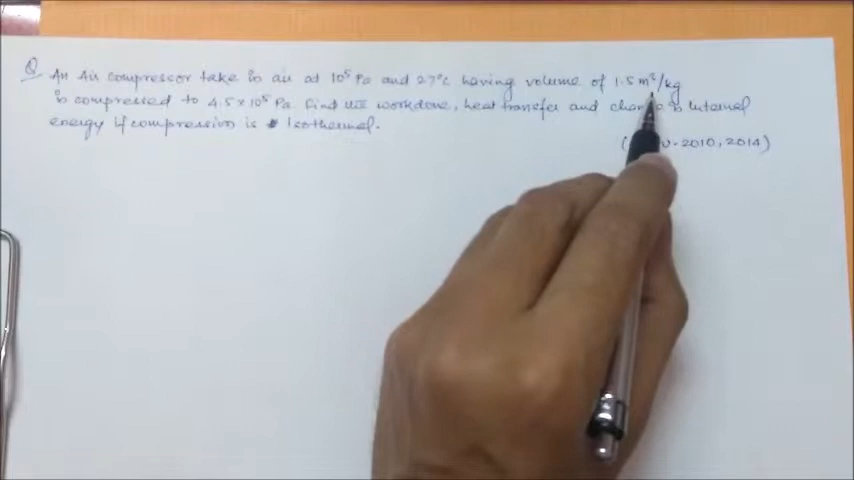 Q An Air compressor take in air at 10⁵ Pa and 27°C having volume of 1.5 m³/kg
is compressed to 4.5 × 10⁵ Pa. find the workdone, heat transfer and in Internal
energy if compression is Isothermal.
2010, 2014)